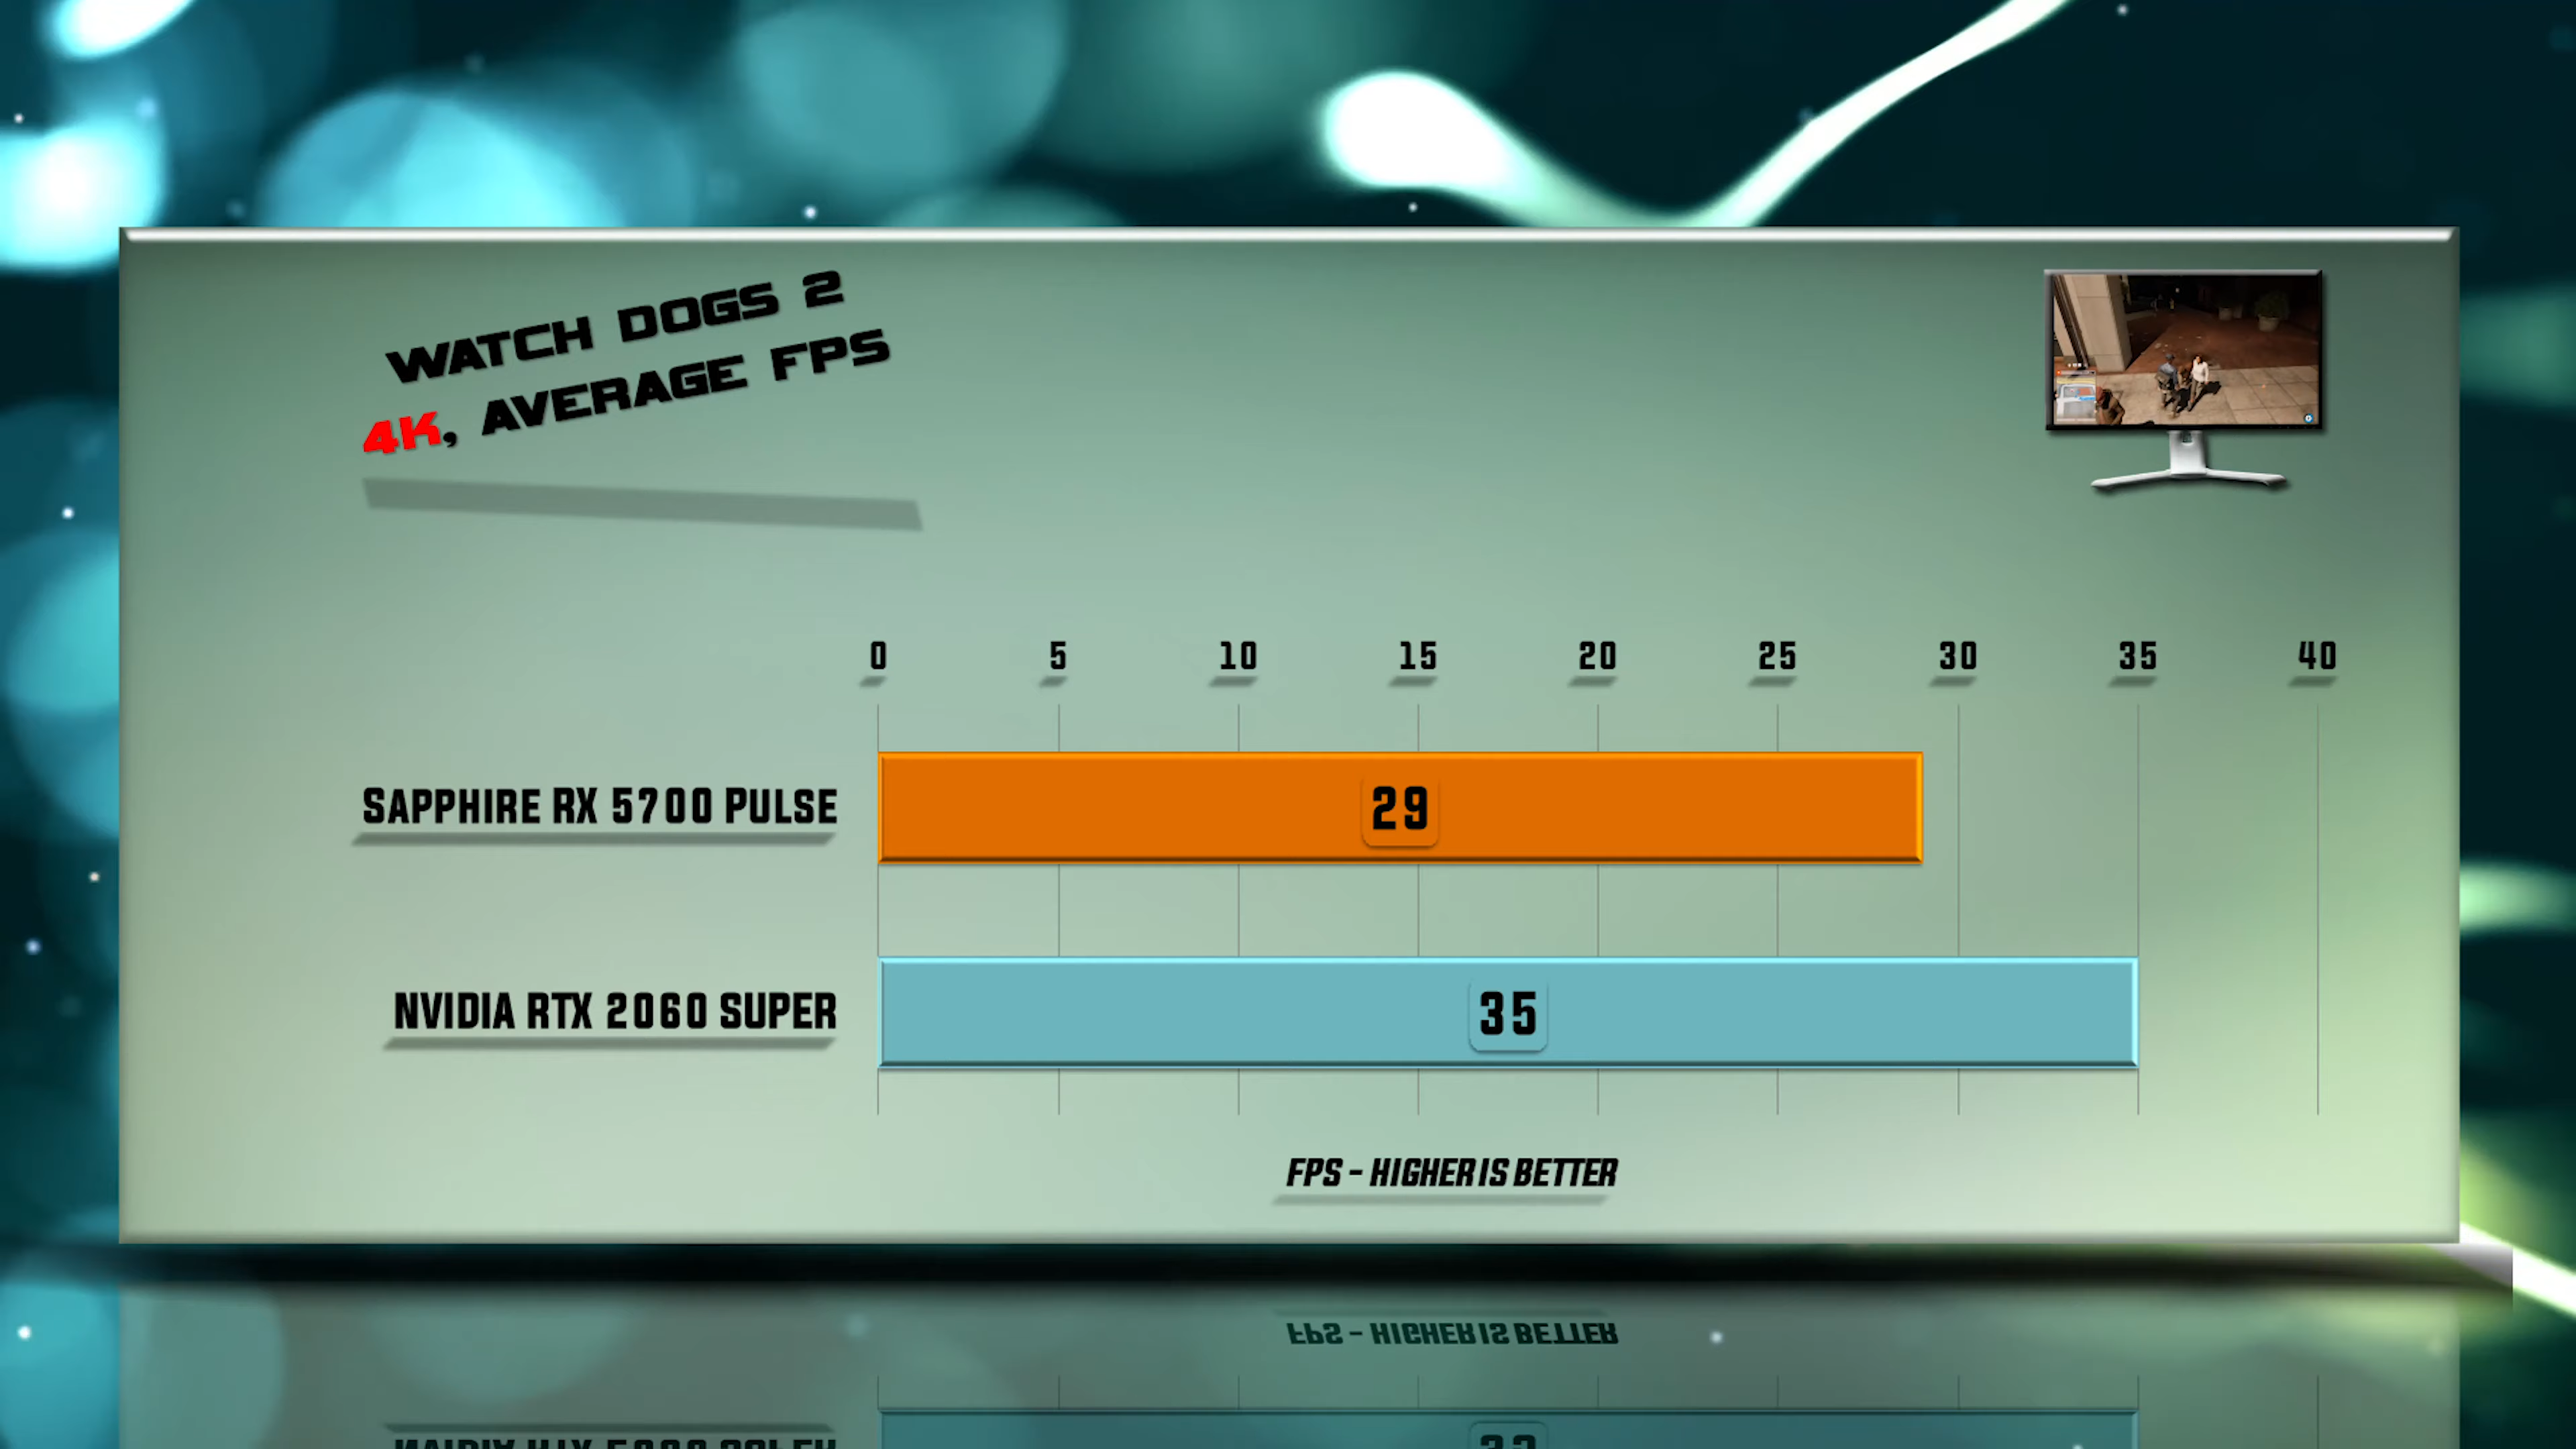 WATCH DOGS 2
4K, AVERAGE FPS
0 5 10 15 20 25 30 35 40
SAPPHIRE RX 5700 PULSE
29
NVIDIA RTX 2060 SUPER
35
FPS - HIGHER IS BETTER